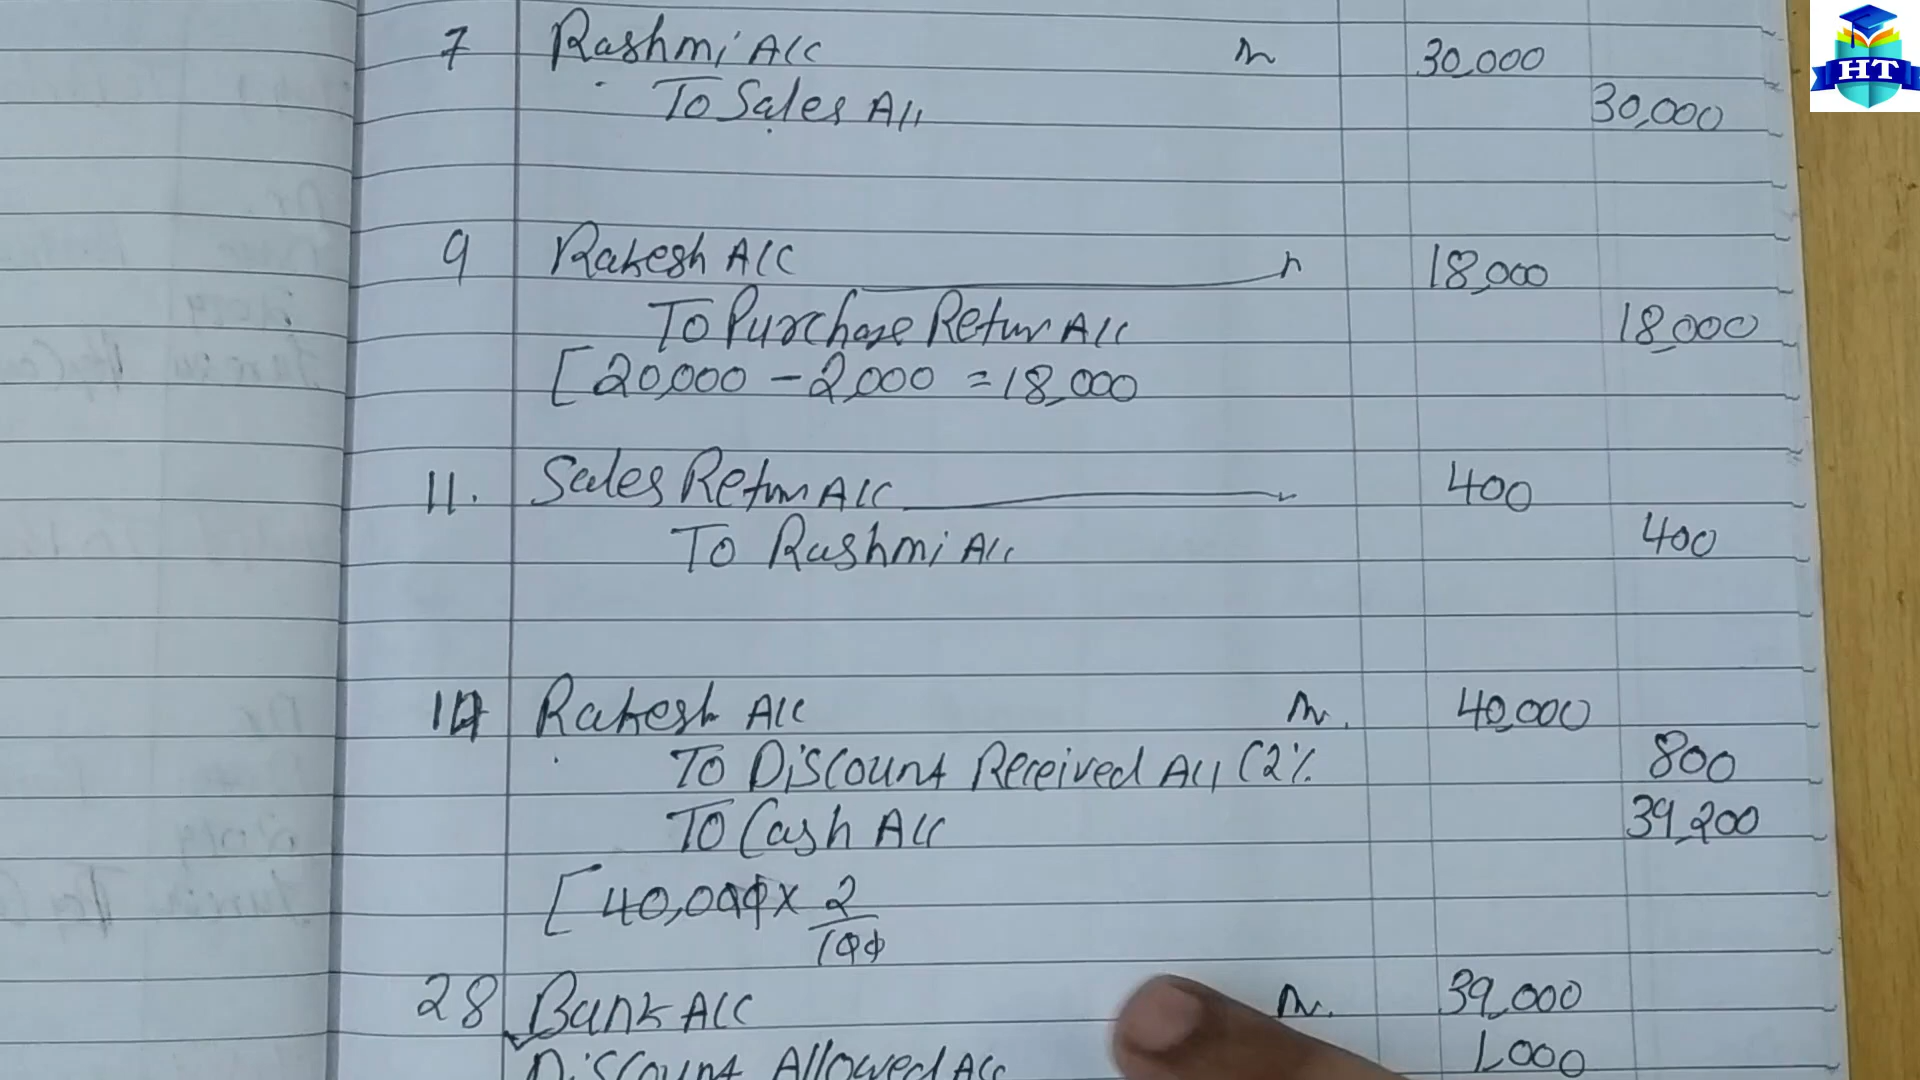 HT
7 Rashmi A/C Dr 30,000
To Sales A/c 30,000
9 Rakesh A/C Dr 18,000
To Purchase Return A/c 18,000
[20,000 - 2,000 = 18,000
11. Sales Return A/C 400
To Rashmi A/c 400
Rakesh A/c Dr. 40,000
To Discount Received A/c (2% 800
To Cash A/c 39,200
[40,000 x 2
100
28 Bank A/C Dr. 39,000
Discount Allowed A/c 1,000